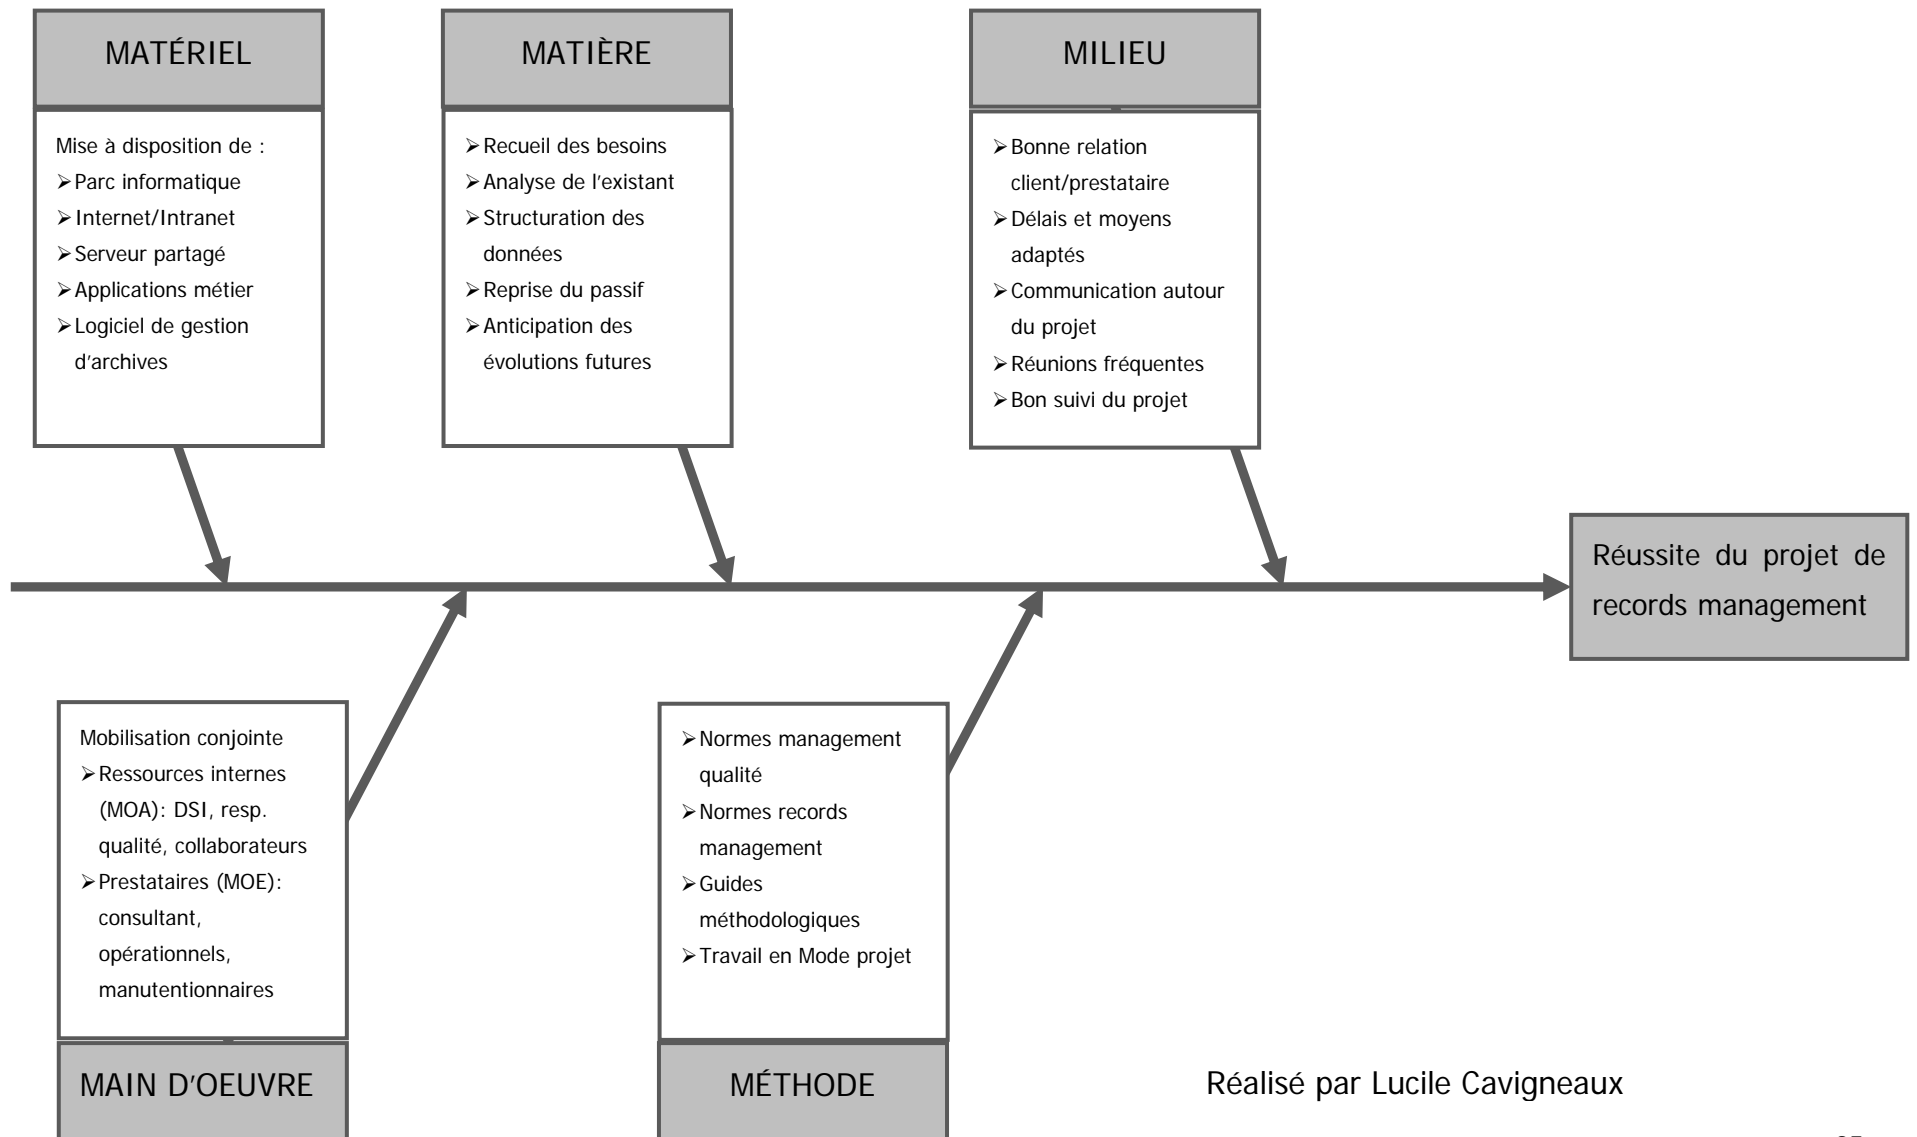 MATÉRIEL
Mise à disposition de :
➢Parc informatique
➢Internet/Intranet
➢Serveur partagé
➢Applications métier
➢Logiciel de gestion
d'archives
MATIÈRE
➢Recueil des besoins
➢Analyse de l'existant
➢Structuration des
données
➢Reprise du passif
➢Anticipation des
évolutions futures
MILIEU
➢Bonne relation
client/prestataire
➢Délais et moyens
adaptés
➢Communication autour
du projet
➢Réunions fréquentes
➢Bon suivi du projet
Réussite du projet de
records management
Mobilisation conjointe
➢Ressources internes
(MOA): DSI, resp.
qualité, collaborateurs
➢Prestataires (MOE):
consultant,
opérationnels,
manutentionnaires
MAIN D'OEUVRE
➢Normes management
qualité
➢Normes records
management
➢Guides
méthodologiques
➢Travail en Mode projet
MÉTHODE
Réalisé par Lucile Cavigneaux